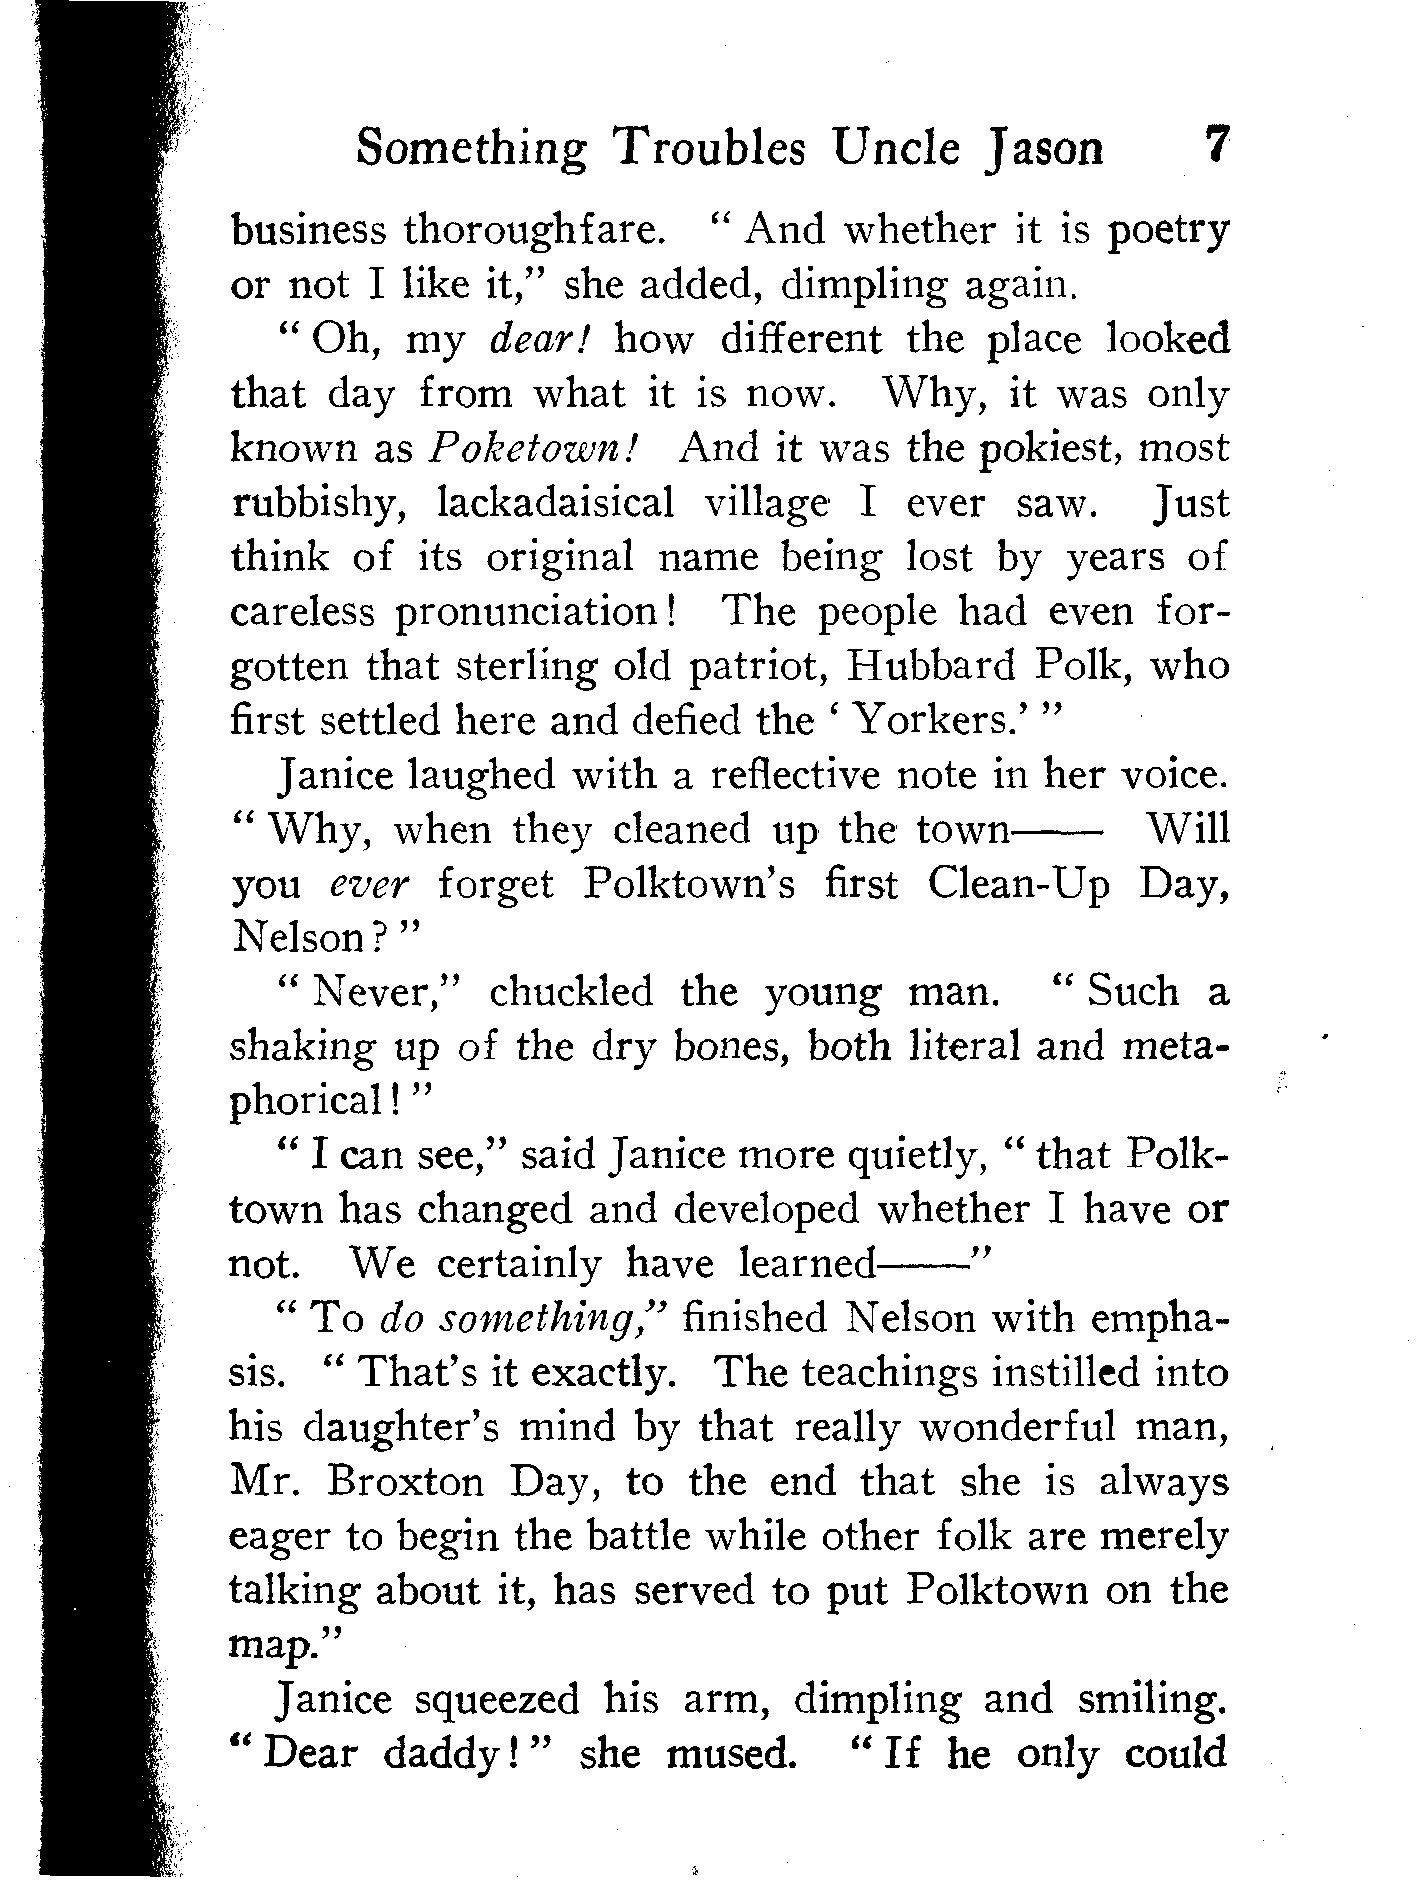 Something Troubles Uncle Jason 7
business thoroughfare. “ And whether it is poetry
or not I like it,” she added, dimpling again.
“ Oh, my dear! how different the place looked
that day from what it is now. Why, it was only
known as Poketown! And it was the pokiest, most
rubbishy, lackadaisical village I ever saw. Just
think of its original name being lost by years of
careless pronunciation! The people had even for-
gotten that sterling old patriot, Hubbard Polk, who
first settled here and defied the ‘ Yorkers.’ ”
Janice laughed with a reflective note in her voice.
“ Why, when they cleaned up the town—— Will
you ever forget Polktown’s first Clean-Up Day,
Nelson? ”
“ Never,” chuckled the young man. “ Such a
shaking up of the dry bones, both literal and meta-
phorical! ”
“ I can see,” said Janice more quietly, “ that Polk-
town has changed and developed whether I have or
not. We certainly have learned——”
“ To do something,” finished Nelson with empha-
sis. “ That’s it exactly. The teachings instilled into
his daughter’s mind by that really wonderful man,
Mr. Broxton Day, to the end that she is always
eager to begin the battle while other folk are merely
talking about it, has served to put Polktown on the
map.”
Janice squeezed his arm, dimpling and smiling.
“ Dear daddy! ” she mused. “ If he only could